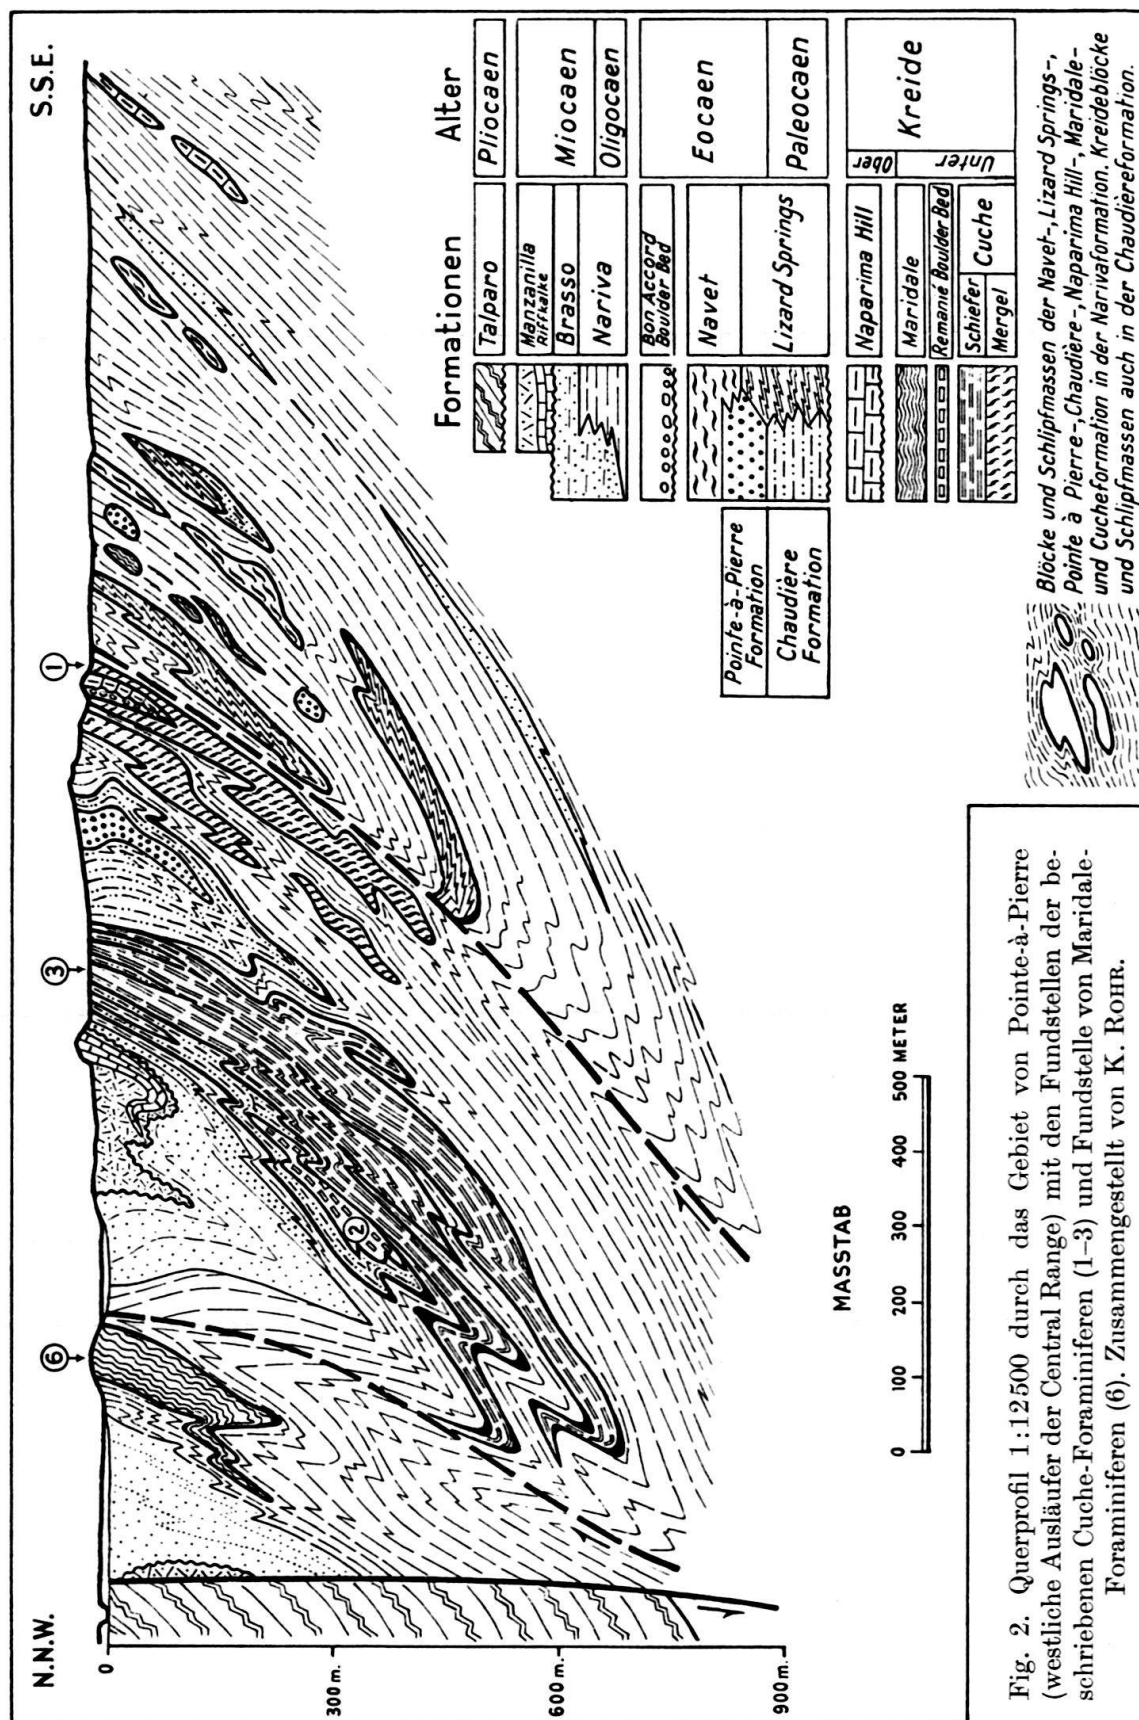 N.N.W.
S.S.E.
6
3
1
2
0
300 m.
600 m.
900 m.
MASSTAB
0 100 200 300 400 500 METER
Formationen
Alter
Talparo
Pliocaen
Manzanilla
Riffkalke
Brasso
Miocaen
Nariva
Oligocaen
Bon Accord
Boulder Bed
Navet
Eocaen
Lizard Springs
Paleocaen
Pointe-à-Pierre
Formation
Chaudière
Formation
Naparima Hill
Ober
Kreide
Maridale
Unter
Remanié Boulder Bed
Schiefer
Mergel
Cuche
Blöcke und Schlipfmassen der Navet-, Lizard Springs-,
Pointe à Pierre-, Chaudière-, Naparima Hill-, Maridale-
und Cucheformation in der Narivaformation. Kreideblöcke
und Schlipfmassen auch in der Chaudièreformation.
Fig. 2. Querprofil 1:12500 durch das Gebiet von Pointe-à-Pierre
(westliche Ausläufer der Central Range) mit den Fundstellen der be-
schriebenen Cuche-Foraminiferen (1–3) und Fundstelle von Maridale-
Foraminiferen (6). Zusammengestellt von K. Rohr.